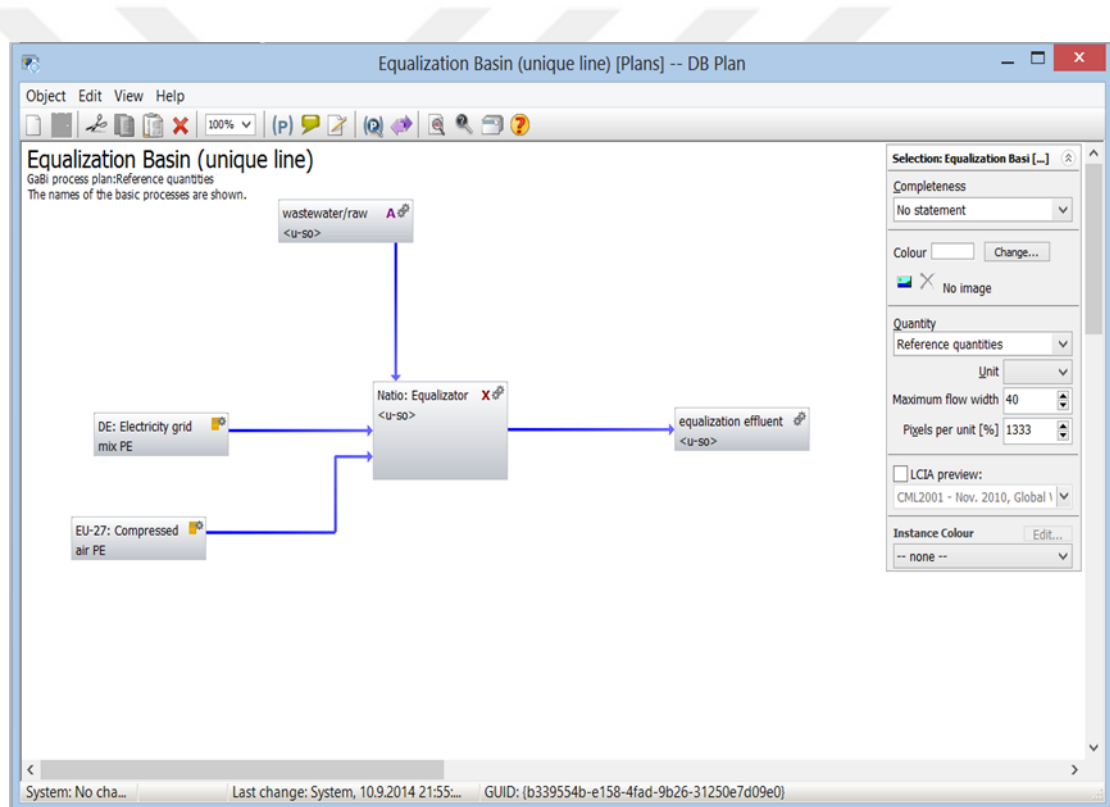 Equalization Basin (unique line) [Plans] -- DB Plan
Object Edit View Help
100% (P)
Equalization Basin (unique line)
GaBi process plan:Reference quantities
The names of the basic processes are shown.
wastewater/raw A
<u-so>
Natio: Equalizator X
<u-so>
DE: Electricity grid
mix PE
equalization effluent
<u-so>
EU-27: Compressed
air PE
Selection: Equalization Basi [...]
Completeness
No statement
Colour Change...
No image
Quantity
Reference quantities
Unit
Maximum flow width 40
Pixels per unit [%] 1333
LCIA preview:
CML2001 - Nov. 2010, Global
Instance Colour Edit...
-- none --
System: No cha... Last change: System, 10.9.2014 21:55:... GUID: {b339554b-e158-4fad-9b26-31250e7d09e0}